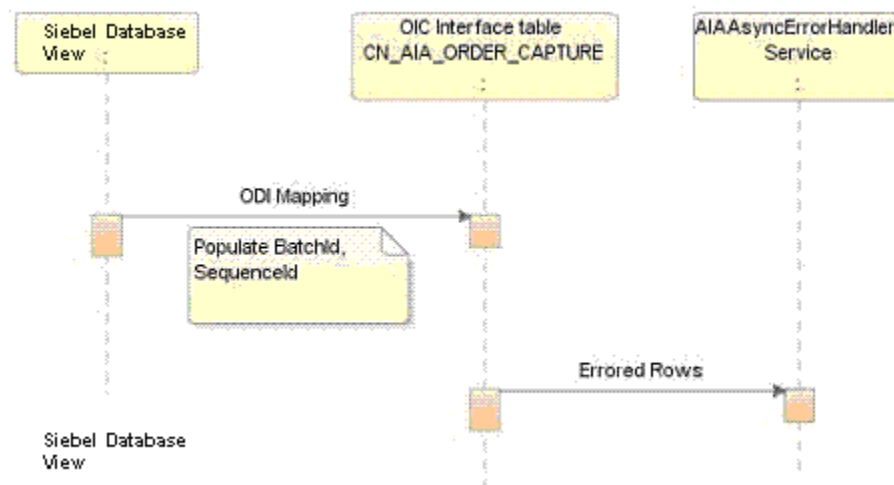 Siebel Database
View
OIC Interface table
CN_AIA_ORDER_CAPTURE
AIAAsyncErrorHandler
Service
ODI Mapping
Populate BatchId,
SequenceId
Errored Rows
Siebel Database
View